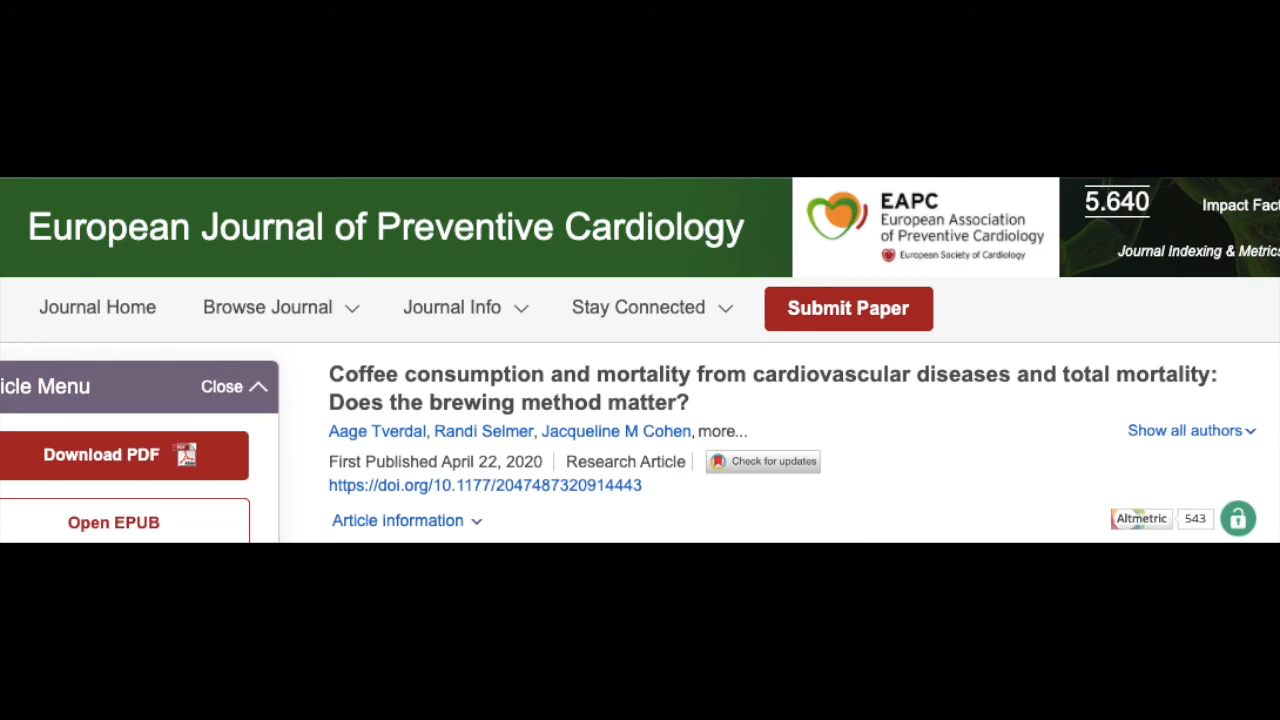 European Journal of Preventive Cardiology
EAPC
European Association
of Preventive Cardiology
European Society of Cardiology
5.640
Impact Fact
Journal Indexing & Metrics
Journal Home
Browse Journal
Journal Info
Stay Connected
Submit Paper
icle Menu
Close
Download PDF
Open EPUB
Coffee consumption and mortality from cardiovascular diseases and total mortality:
Does the brewing method matter?
Aage Tverdal, Randi Selmer, Jacqueline M Cohen, more...
Show all authors
First Published April 22, 2020
Research Article
Check for updates
https://doi.org/10.1177/2047487320914443
Article information
Altmetric
543